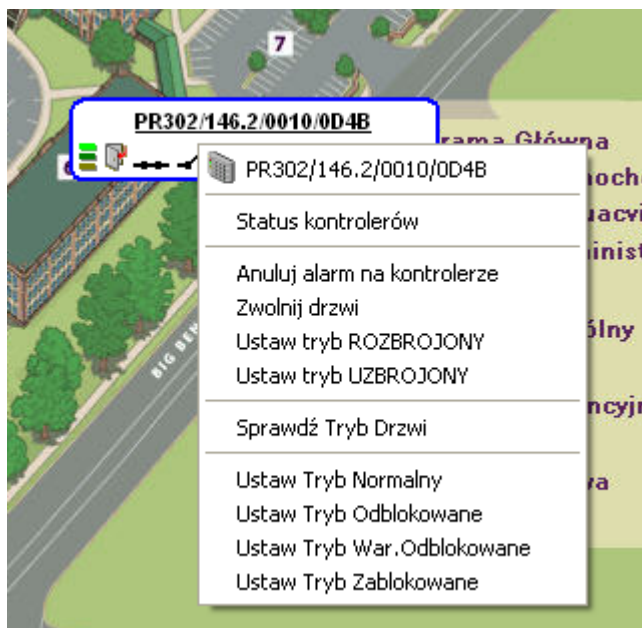 7
PR302/146.2/0010/0D4B
PR302/146.2/0010/0D4B
Status kontrolerów
Anuluj alarm na kontrolerze
Zwolnij drzwi
Ustaw tryb ROZBROJONY
Ustaw tryb UZBROJONY
Sprawdź Tryb Drzwi
Ustaw Tryb Normalny
Ustaw Tryb Odblokowane
Ustaw Tryb War.Odblokowane
Ustaw Tryb Zablokowane
Główna
BIG BEN